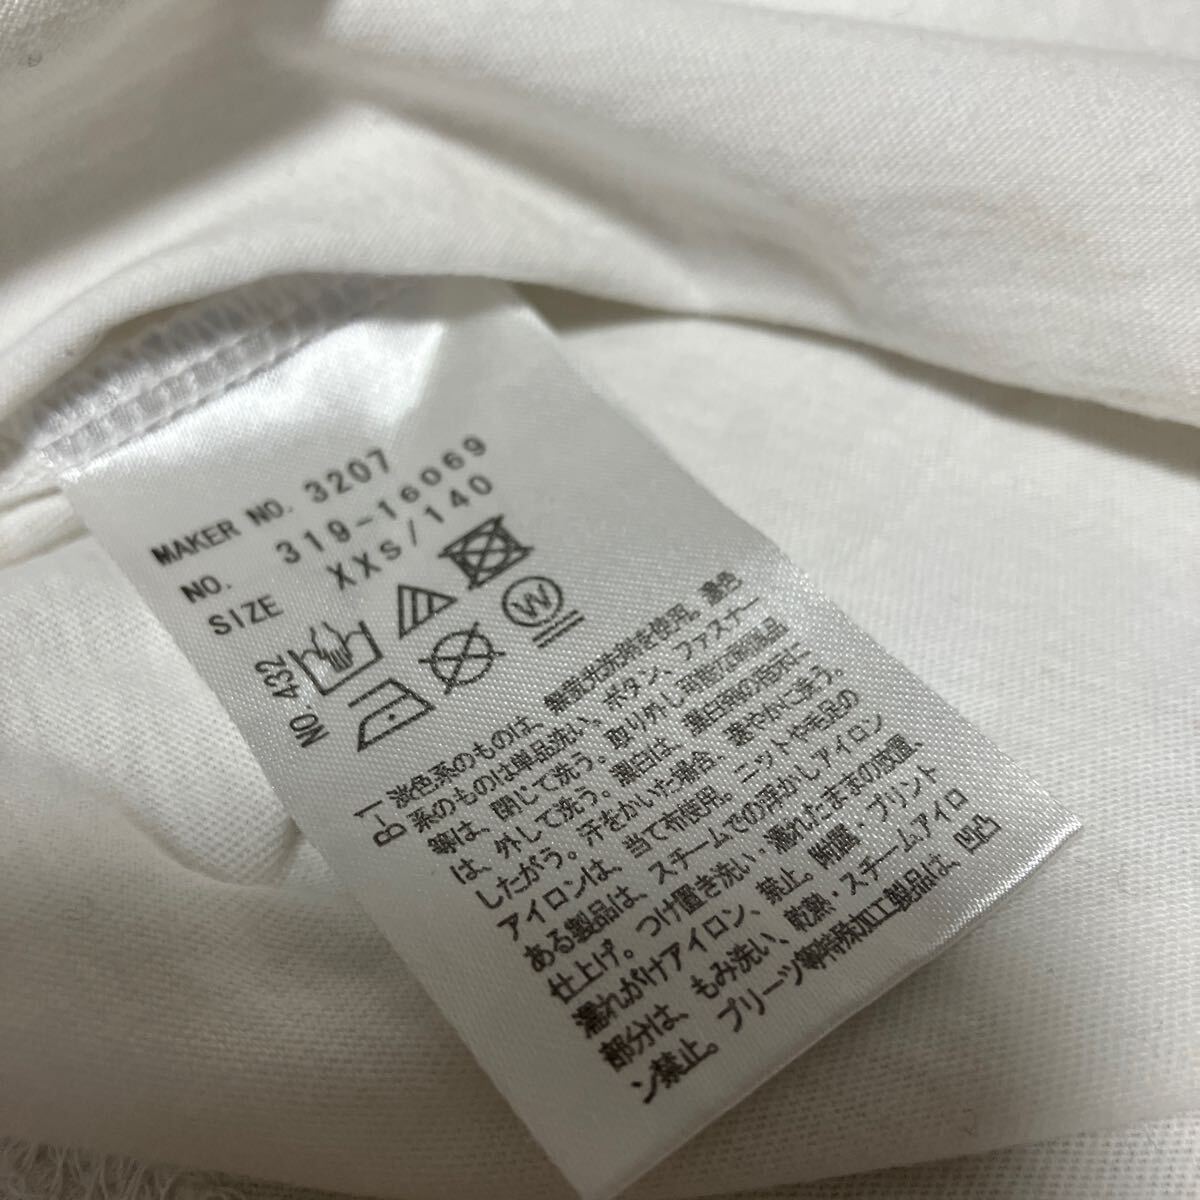 MAKER NO. 3207
NO. 319-16069
SIZE XXS/140
NO.432
W
B-1 淡色系のものは、無蛍光洗剤を使用。濃色
系のものは単品洗い、ボタン、ファスナー
等は、閉じて洗う。取り外し可能な附属品
は、外して洗う。漂白は、漂白剤の指示に
したがう。汗をかいた場合、速やかに洗う。
アイロンは、当て布使用。ニットや毛足の
ある製品は、スチームでの浮かしアイロン
仕上げ。つけ置き洗い・濡れたままの放置、
濡れがけアイロン、禁止。附属・プリント
部分は、もみ洗い、乾熱・スチームアイロ
ン禁止。プリーツ等特殊加工製品は、凹凸